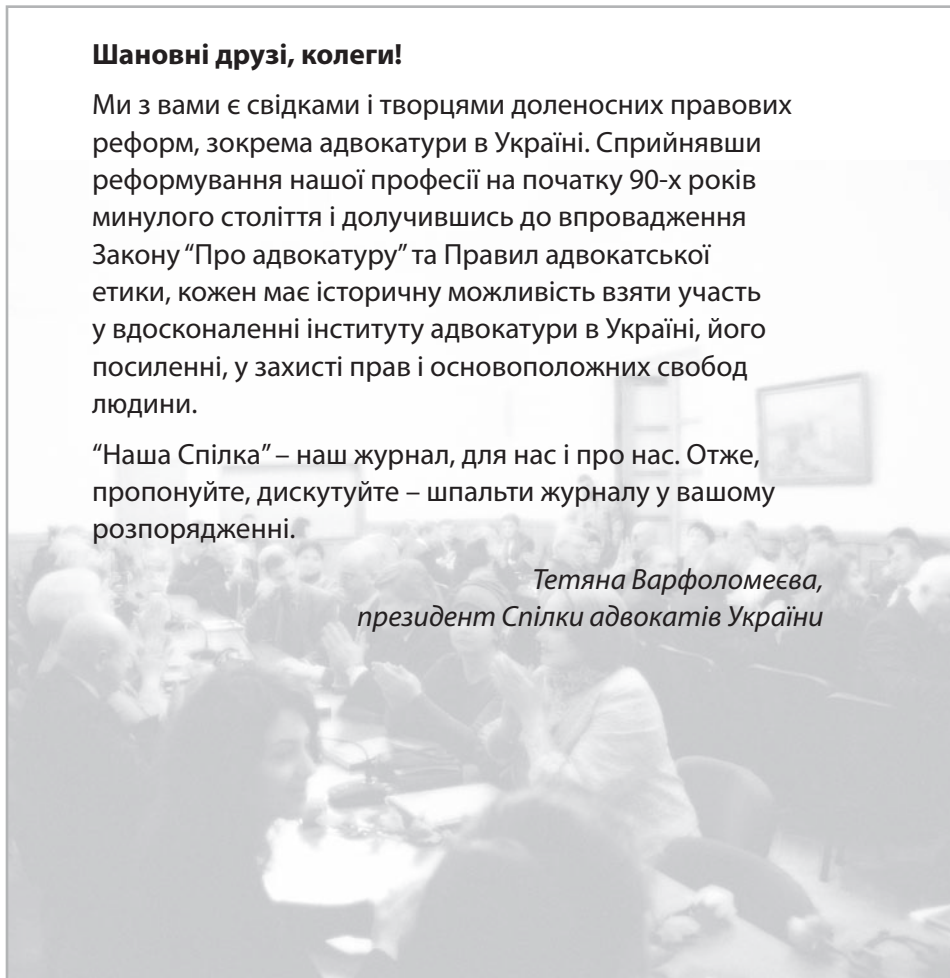 Шановні друзі, колеги!
Ми з вами є свідками і творцями доленосних правових
реформ, зокрема адвокатури в Україні. Сприйнявши
реформування нашої професії на початку 90-х років
минулого століття і долучившись до впровадження
Закону “Про адвокатуру” та Правил адвокатської
етики, кожен має історичну можливість взяти участь
у вдосконаленні інституту адвокатури в Україні, його
посиленні, у захисті прав і основоположних свобод
людини.
“Наша Спілка” – наш журнал, для нас і про нас. Отже,
пропонуйте, дискутуйте – шпальти журналу у вашому
розпорядженні.
Тетяна Варфоломеєва,
президент Спілки адвокатів України